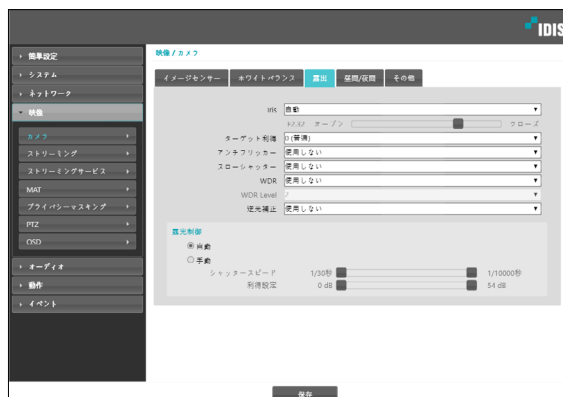 IDIS
簡単設定
システム
ネットワーク
映像
カメラ
ストリーミング
ストリーミングサービス
MAT
プライバシーマスキング
PTZ
OSD
オーディオ
動作
イベント
映像 / カメラ
イメージセンサー ホワイトバランス 露出 昼間/夜間 その他
Iris 自動
オープン クローズ
ターゲット利得 0 (普通)
アンチフリッカー 使用しない
スローシャッター 使用しない
WDR 使用しない
WDR Level
逆光補正 使用しない
露光制御
自動
手動
シャッタースピード 1/30秒 1/10000秒
利得設定 0 dB 54 dB
保存